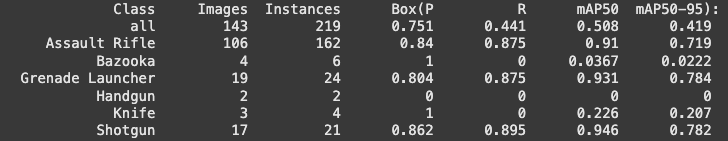 Class Images Instances Box(P R mAP50 mAP50-95):
all 143 219 0.751 0.441 0.508 0.419
Assault Rifle 106 162 0.84 0.875 0.91 0.719
Bazooka 4 6 1 0 0.0367 0.0222
Grenade Launcher 19 24 0.804 0.875 0.931 0.784
Handgun 2 2 0 0 0 0
Knife 3 4 1 0 0.226 0.207
Shotgun 17 21 0.862 0.895 0.946 0.782